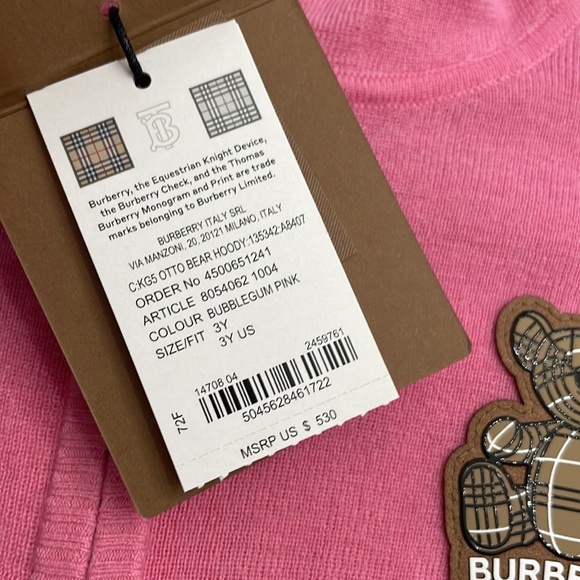 Burberry, the Equestrian Knight Device,
the Burberry Check, and the Thomas
Burberry Monogram and Print are trade
marks belonging to Burberry Limited.
BURBERRY ITALY SRL
VIA MANZONI, 20, 20121 MILANO, ITALY
C:KG5 OTTO BEAR HOODY:135342:A8407
ORDER No 4500651241
ARTICLE 8054062 1004
COLOUR BUBBLEGUM PINK
SIZE/FIT 3Y
3Y US
14708 04 2459761
72F
5045628461722
MSRP US $ 530
BURBE